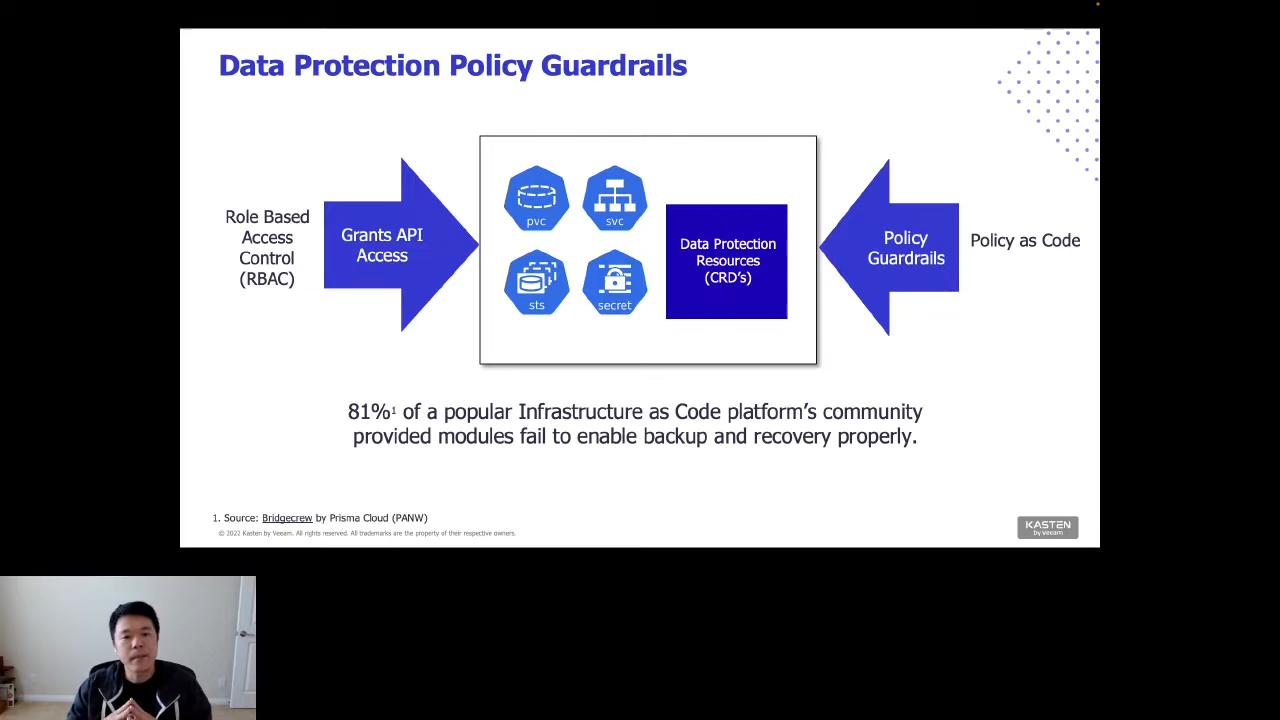 Data Protection Policy Guardrails
Role Based
Access
Control
(RBAC)
Grants API
Access
pvc
svc
sts
secret
Data Protection
Resources
(CRD's)
Policy
Guardrails
Policy as Code
81%¹ of a popular Infrastructure as Code platform's community
provided modules fail to enable backup and recovery properly.
1. Source: Bridgecrew by Prisma Cloud (PANW)
© 2022 Kasten by Veeam. All rights reserved. All trademarks are the property of their respective owners.
KASTEN
by veeam